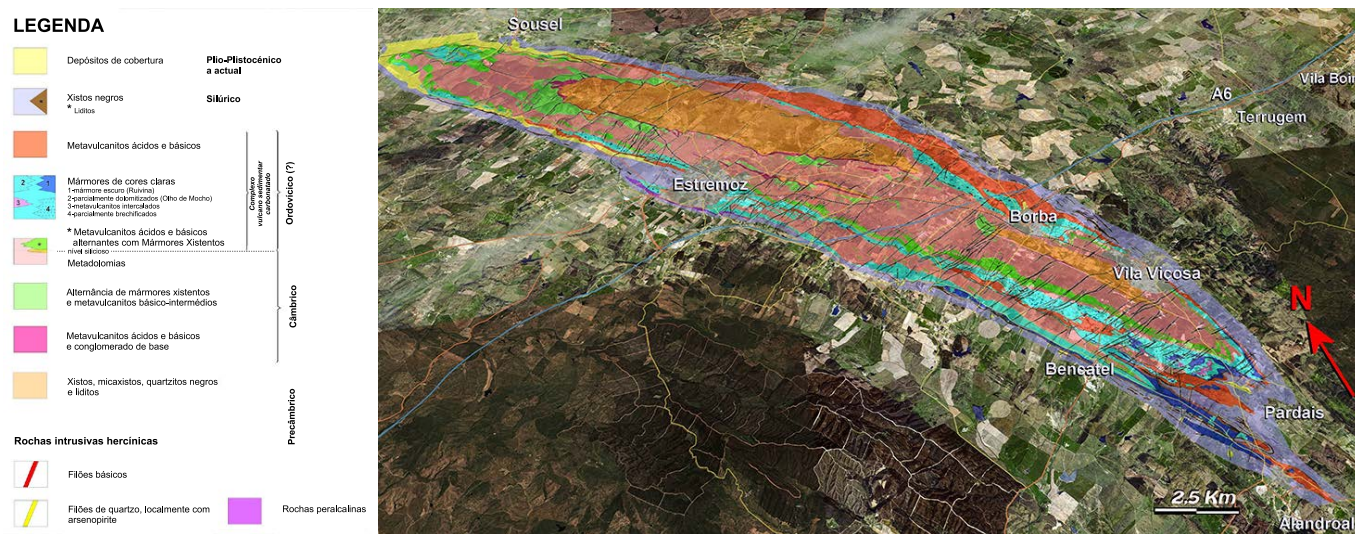 LEGENDA
Depósitos de cobertura
Plio-Plistocénico
a actual
Xistos negros
* Liditos
Silúrico
Metavulcanitos ácidos e básicos
2
1
3
4
Mármores de cores claras
1-mármore escuro (Ruivina)
2-parcialmente dolomitizados (Olho de Mocho)
3-metavulcanitos intercalados
4-parcialmente brechificados
* Metavulcanitos ácidos e básicos
alternantes com Mármores Xistentos
nível silicioso
Metadolomias
Complexo
vulcano sedimentar
carbonatado
Ordovícico (?)
Alternância de mármores xistentos
e metavulcanitos básico-intermédios
Câmbrico
Metavulcanitos ácidos e básicos
e conglomerado de base
Xistos, micaxistos, quartzitos negros
e liditos
Precâmbrico
Rochas intrusivas hercínicas
Filões básicos
Filões de quartzo, localmente com
arsenopirite
Rochas peralcalinas
Sousel
Vila Boim
A6
Terrugem
Estremoz
Borba
Vila Viçosa
N
Bencatel
Pardais
2.5 Km
Alandroal